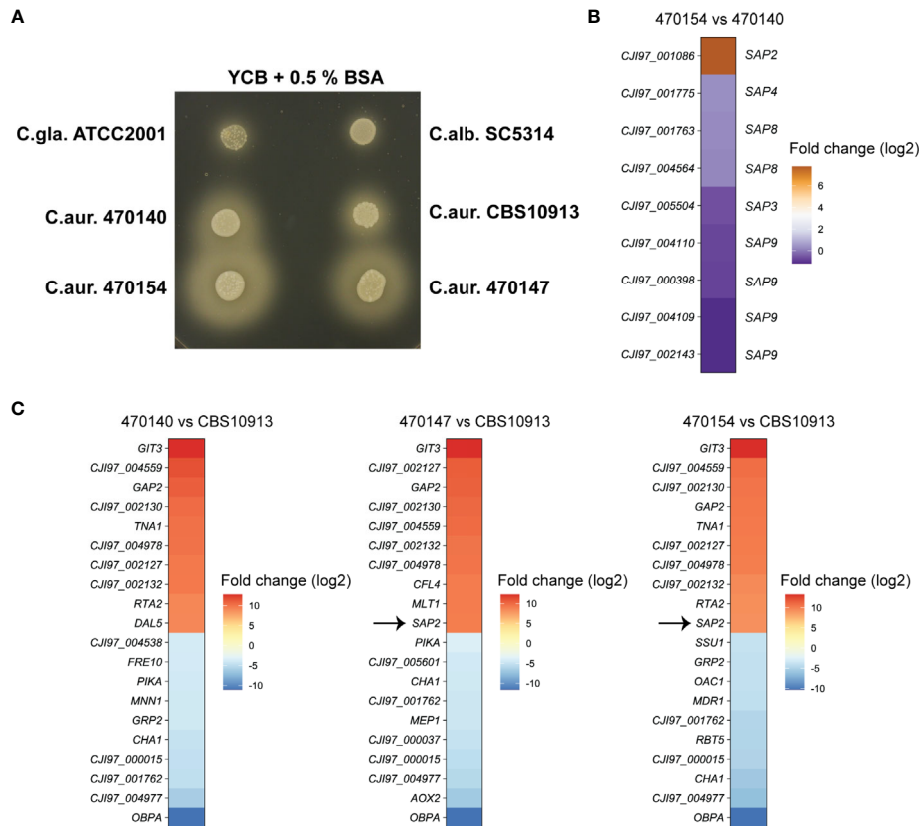 A
YCB + 0.5 % BSA
C.gla. ATCC2001
C.alb. SC5314
C.aur. 470140
C.aur. CBS10913
C.aur. 470154
C.aur. 470147
B
470154 vs 470140
CJI97_001086 SAP2
CJI97_001775 SAP4
CJI97_001763 SAP8
CJI97_004564 SAP8
CJI97_005504 SAP3
CJI97_004110 SAP9
CJI97_000398 SAP9
CJI97_004109 SAP9
CJI97_002143 SAP9
Fold change (log2)
6
4
2
0
C
470140 vs CBS10913
GIT3
CJI97_004559
GAP2
CJI97_002130
TNA1
CJI97_004978
CJI97_002127
CJI97_002132
RTA2
DAL5
CJI97_004538
FRE10
PIKA
MNN1
GRP2
CHA1
CJI97_000015
CJI97_001762
CJI97_004977
OBPA
Fold change (log2)
10
5
0
-5
-10
470147 vs CBS10913
GIT3
CJI97_002127
GAP2
CJI97_002130
CJI97_004559
CJI97_002132
CJI97_004978
CFL4
MLT1
SAP2
PIKA
CJI97_005601
CHA1
CJI97_001762
MEP1
CJI97_000037
CJI97_000015
CJI97_004977
AOX2
OBPA
Fold change (log2)
10
5
0
-5
-10
470154 vs CBS10913
GIT3
CJI97_004559
CJI97_002130
GAP2
TNA1
CJI97_002127
CJI97_004978
CJI97_002132
RTA2
SAP2
SSU1
GRP2
OAC1
MDR1
CJI97_001762
RBT5
CJI97_000015
CHA1
CJI97_004977
OBPA
Fold change (log2)
10
5
0
-5
-10